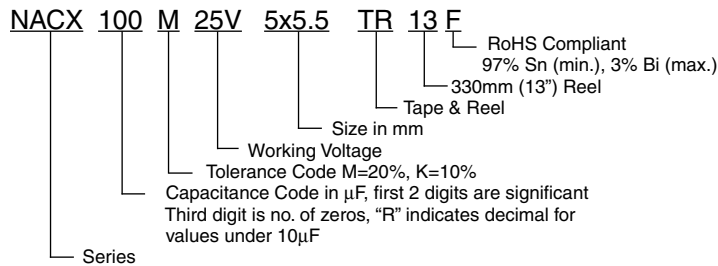 NACX 100 M 25V 5x5.5 TR 13 F
RoHS Compliant
97% Sn (min.), 3% Bi (max.)
330mm (13”) Reel
Tape & Reel
Size in mm
Working Voltage
Tolerance Code M=20%, K=10%
Capacitance Code in μF, first 2 digits are significant
Third digit is no. of zeros, “R” indicates decimal for
values under 10μF
Series